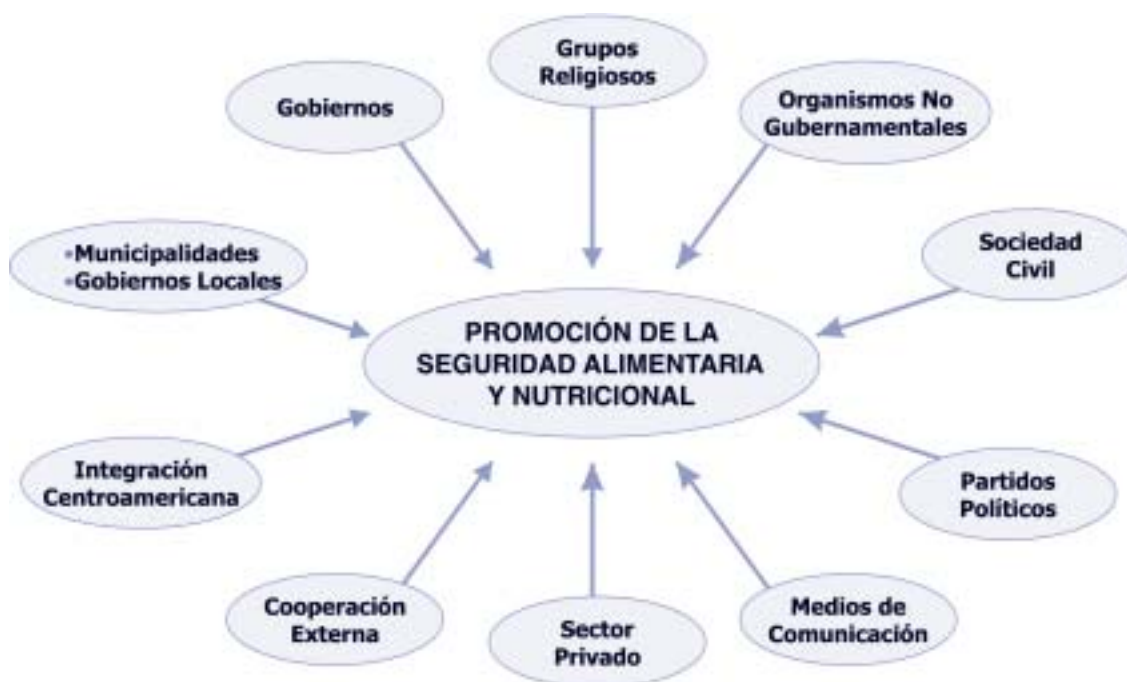 Grupos
Religiosos
Gobiernos
Organismos No
Gubernamentales
•Municipalidades
•Gobiernos Locales
Sociedad
Civil
PROMOCIÓN DE LA
SEGURIDAD ALIMENTARIA
Y NUTRICIONAL
Integración
Centroamericana
Partidos
Políticos
Cooperación
Externa
Sector
Privado
Medios de
Comunicación